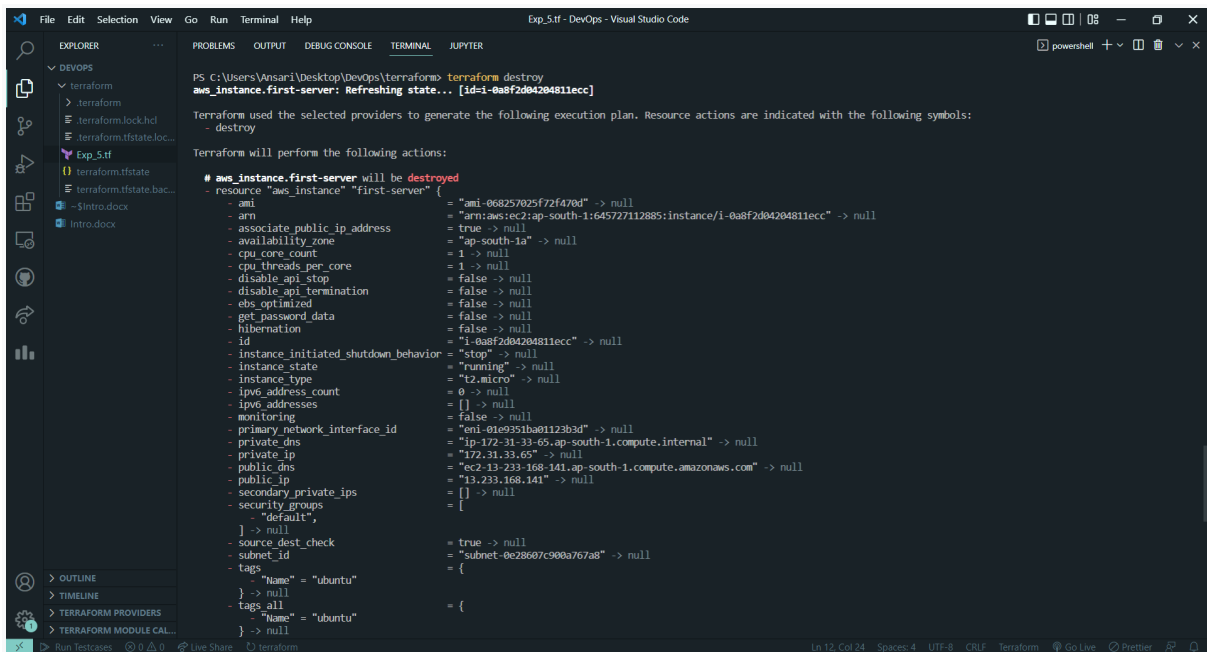 File Edit Selection View Go Run Terminal Help
Exp_5.tf - DevOps - Visual Studio Code
EXPLORER
DEVOPS
terraform
.terraform
.terraform.lock.hcl
.terraform.tfstate.loc...
Exp_5.tf
terraform.tfstate
terraform.tfstate.bac...
~$Intro.docx
Intro.docx
OUTLINE
TIMELINE
TERRAFORM PROVIDERS
TERRAFORM MODULE CAL...
1
PROBLEMS OUTPUT DEBUG CONSOLE TERMINAL JUPYTER
powershell
PS C:\Users\Ansari\Desktop\DevOps\terraform> terraform destroy
aws_instance.first-server: Refreshing state... [id=i-0a8f2d04204811ecc]
Terraform used the selected providers to generate the following execution plan. Resource actions are indicated with the following symbols:
- destroy
Terraform will perform the following actions:
# aws_instance.first-server will be destroyed
- resource "aws_instance" "first-server" {
- ami = "ami-068257025f72f470d" -> null
- arn = "arn:aws:ec2:ap-south-1:645727112885:instance/i-0a8f2d04204811ecc" -> null
- associate_public_ip_address = true -> null
- availability_zone = "ap-south-1a" -> null
- cpu_core_count = 1 -> null
- cpu_threads_per_core = 1 -> null
- disable_api_stop = false -> null
- disable_api_termination = false -> null
- ebs_optimized = false -> null
- get_password_data = false -> null
- hibernation = false -> null
- id = "i-0a8f2d04204811ecc" -> null
- instance_initiated_shutdown_behavior = "stop" -> null
- instance_state = "running" -> null
- instance_type = "t2.micro" -> null
- ipv6_address_count = 0 -> null
- ipv6_addresses = [] -> null
- monitoring = false -> null
- primary_network_interface_id = "eni-01e9351ba01123b3d" -> null
- private_dns = "ip-172-31-33-65.ap-south-1.compute.internal" -> null
- private_ip = "172.31.33.65" -> null
- public_dns = "ec2-13-233-168-141.ap-south-1.compute.amazonaws.com" -> null
- public_ip = "13.233.168.141" -> null
- secondary_private_ips = [] -> null
- security_groups = [
- "default",
] -> null
- source_dest_check = true -> null
- subnet_id = "subnet-0e28607c900a767a8" -> null
- tags = {
- "Name" = "ubuntu"
} -> null
- tags_all = {
- "Name" = "ubuntu"
} -> null
Run Testcases 0 0 Live Share terraform
Ln 12, Col 24 Spaces: 4 UTF-8 CRLF Terraform Go Live Prettier